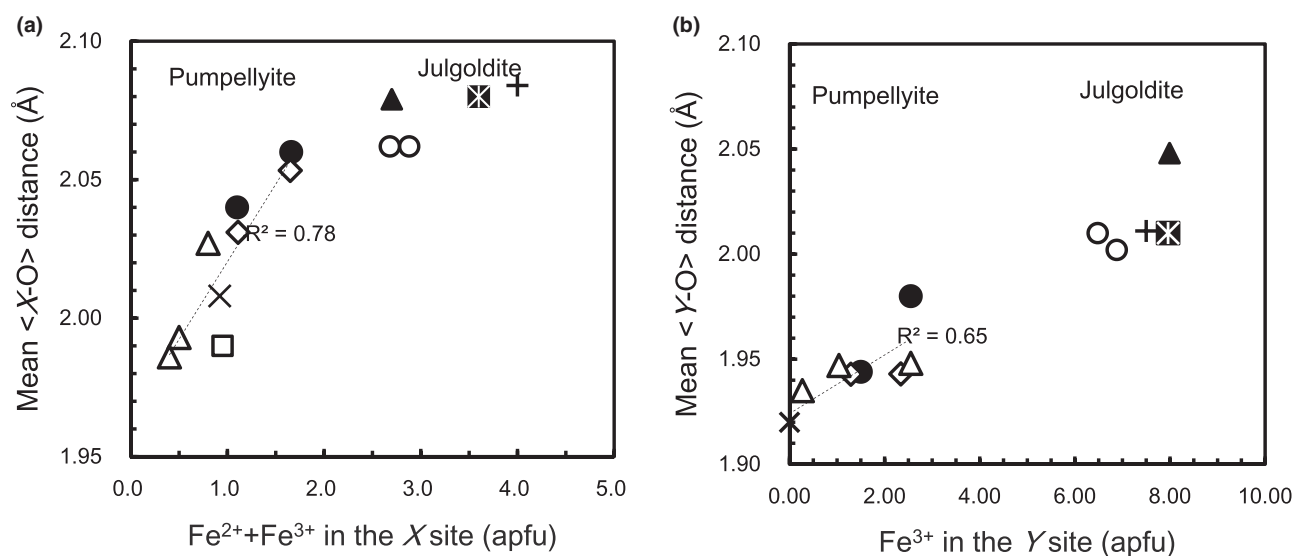 (a)
Mean <X-O> distance (Å)
2.10
2.05
2.00
1.95
Pumpellyite
Julgoldite
R² = 0.78
0.0 1.0 2.0 3.0 4.0 5.0
Fe²⁺+Fe³⁺ in the X site (apfu)
(b)
Mean <Y-O> distance (Å)
2.10
2.05
2.00
1.95
1.90
Pumpellyite
Julgoldite
R² = 0.65
0.00 2.00 4.00 6.00 8.00 10.00
Fe³⁺ in the Y site (apfu)